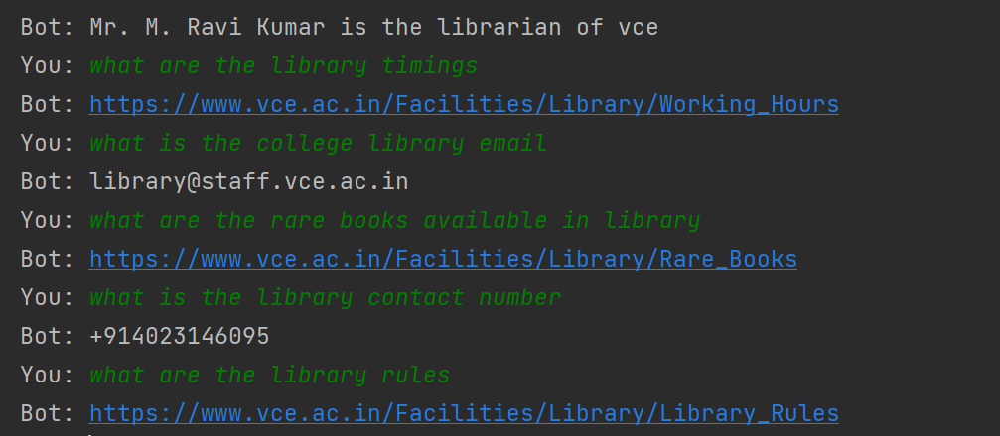 Bot: Mr. M. Ravi Kumar is the librarian of vce
You: what are the library timings
Bot: https://www.vce.ac.in/Facilities/Library/Working_Hours
You: what is the college library email
Bot: library@staff.vce.ac.in
You: what are the rare books available in library
Bot: https://www.vce.ac.in/Facilities/Library/Rare_Books
You: what is the library contact number
Bot: +914023146095
You: what are the library rules
Bot: https://www.vce.ac.in/Facilities/Library/Library_Rules